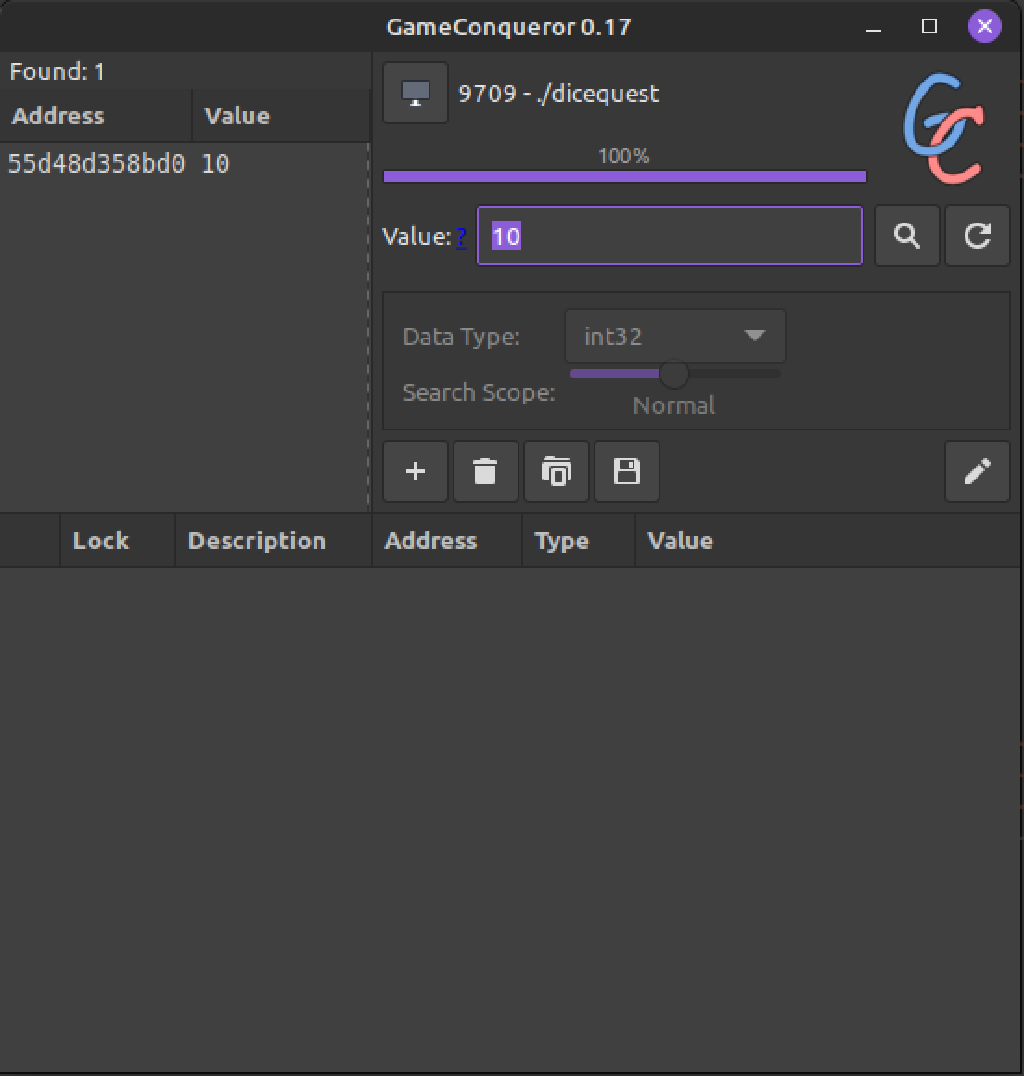 GameConqueror 0.17
Found: 1
Address Value
55d48d358bd0 10
9709 - ./dicequest
100%
Value: ? 10
Data Type: int32
Search Scope:
Normal
Lock Description Address Type Value
GC